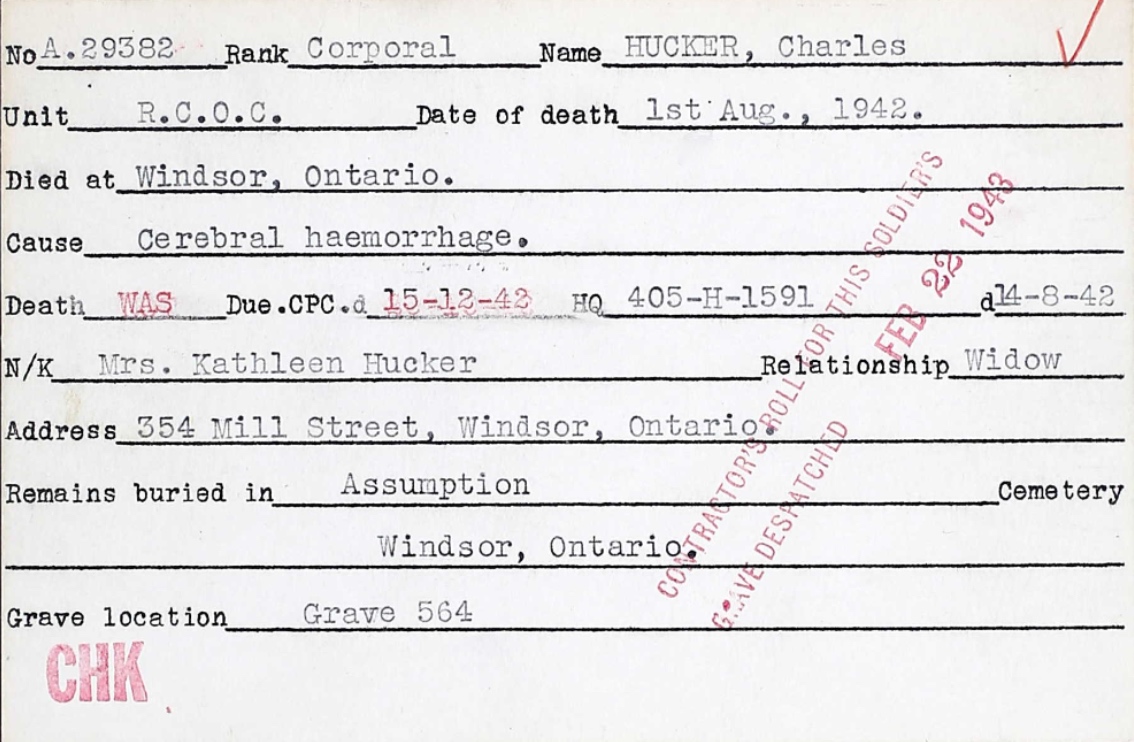 No A.29382 Rank Corporal Name HUCKER, Charles
Unit R.C.O.C. Date of death 1st Aug., 1942.
Died at Windsor, Ontario.
Cause Cerebral haemorrhage.
Death WAS Due.CPC.d 15-12-42 HQ 405-H-1591 d14-8-42
N/K Mrs. Kathleen Hucker Relationship Widow
Address 354 Mill Street, Windsor, Ontario.
Remains buried in Assumption Cemetery
Windsor, Ontario.
Grave location Grave 564
CONTRACTOR'S ROLL FOR THIS SOLDIER'S
GRAVE DESPATCHED FEB 22 1943
CHK